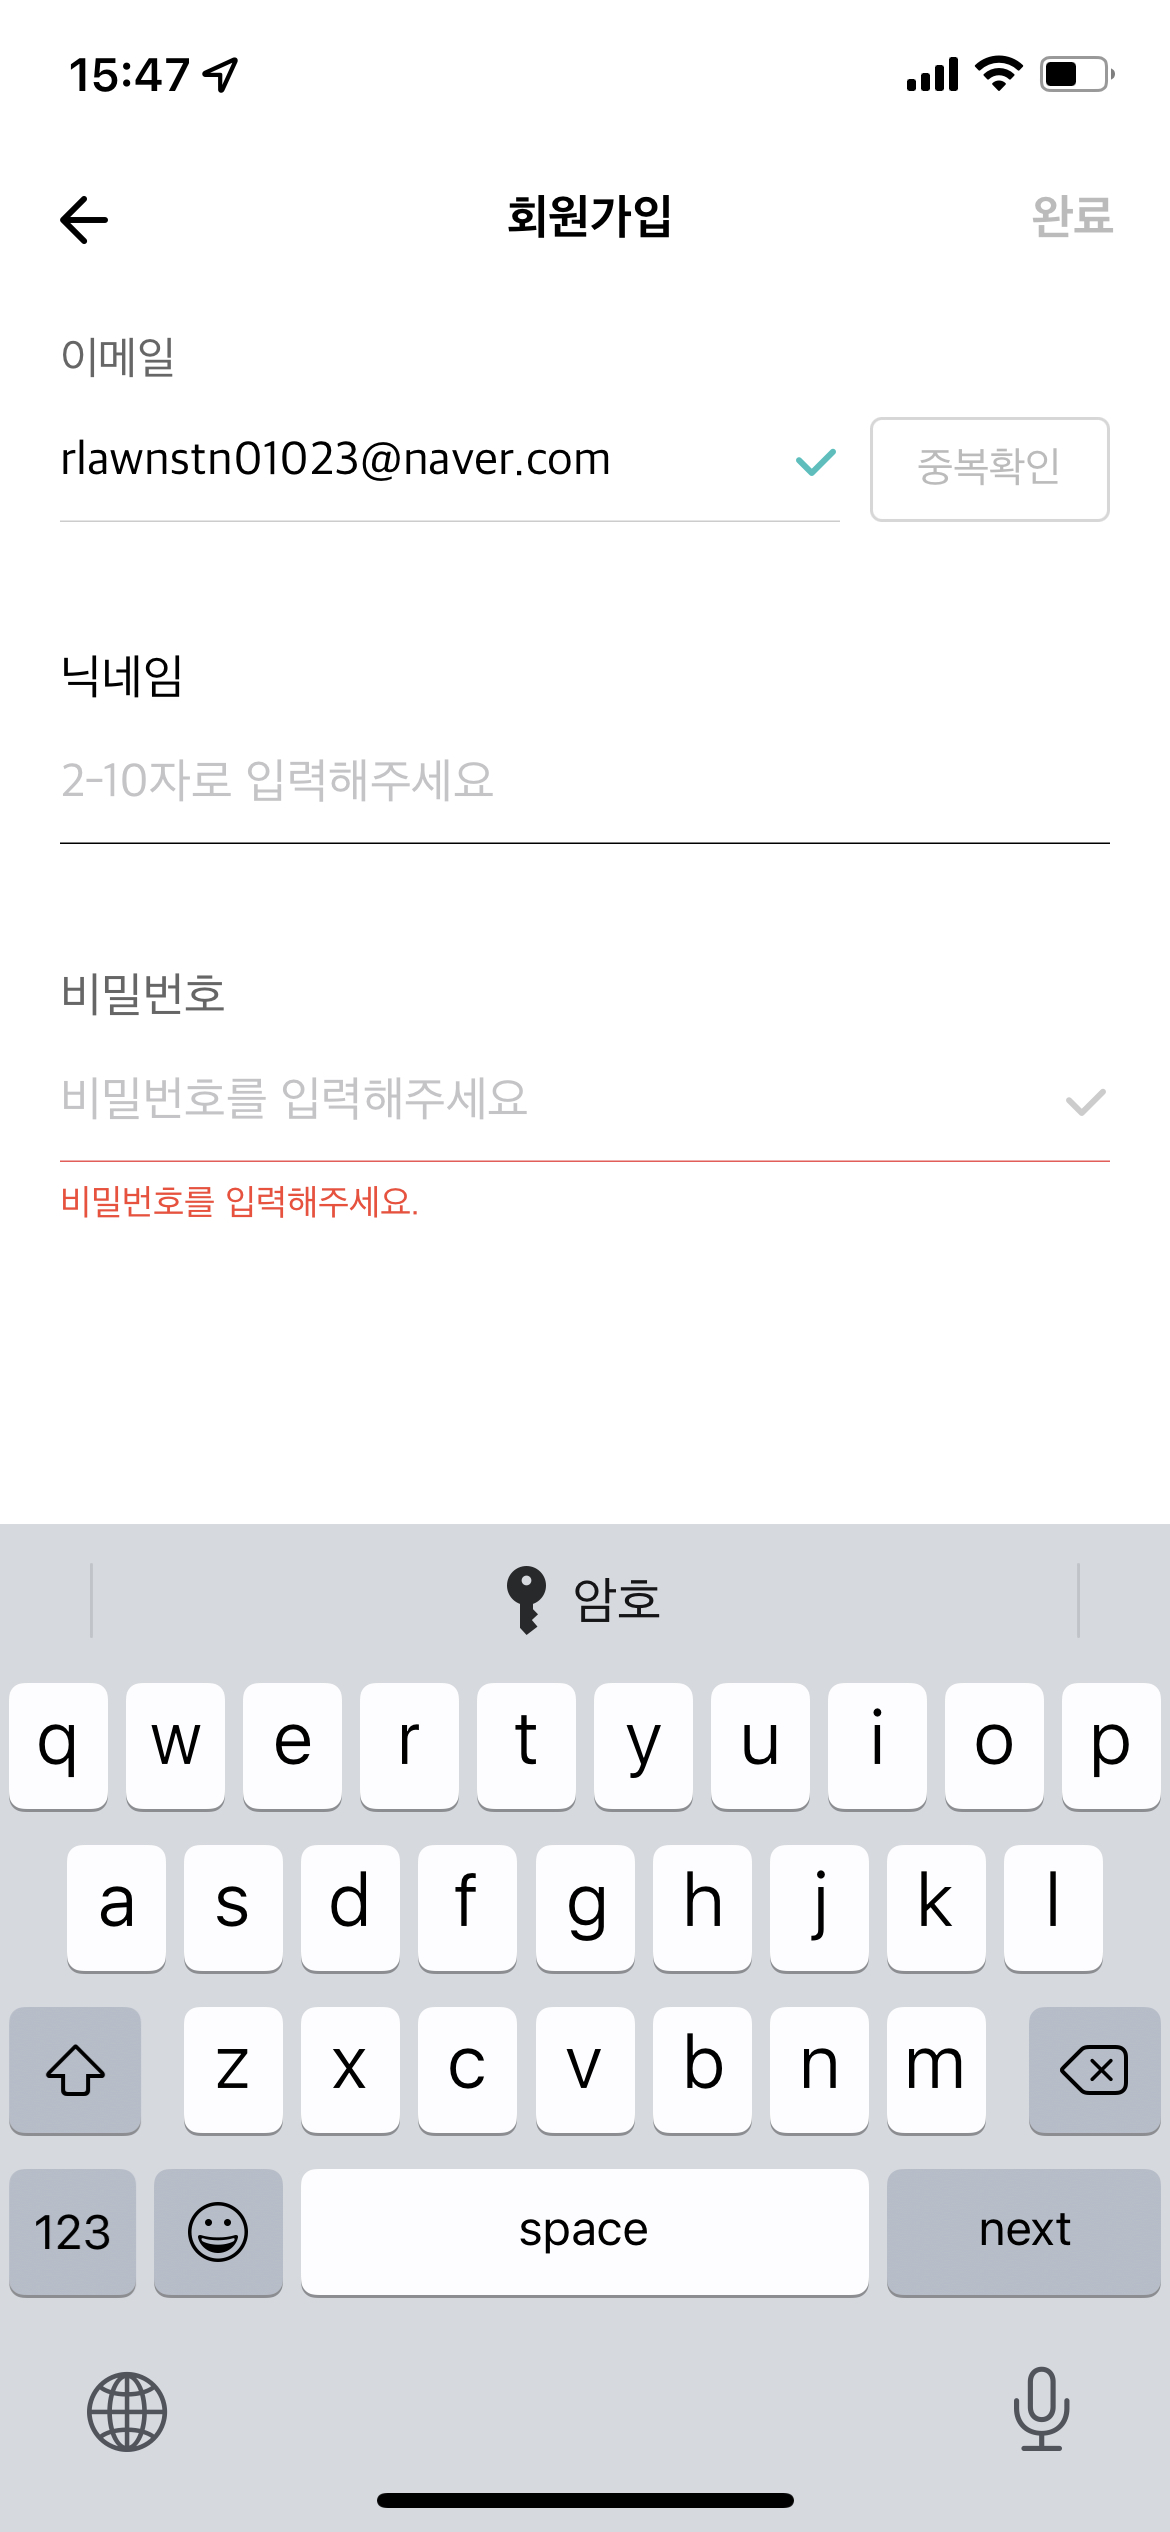 15:47
회원가입
완료
이메일
rlawnstn01023@naver.com
중복확인
닉네임
2-10자로 입력해주세요
비밀번호
비밀번호를 입력해주세요
비밀번호를 입력해주세요.
암호
q w e r t y u i o p
a s d f g h j k l
z x c v b n m
123 space next